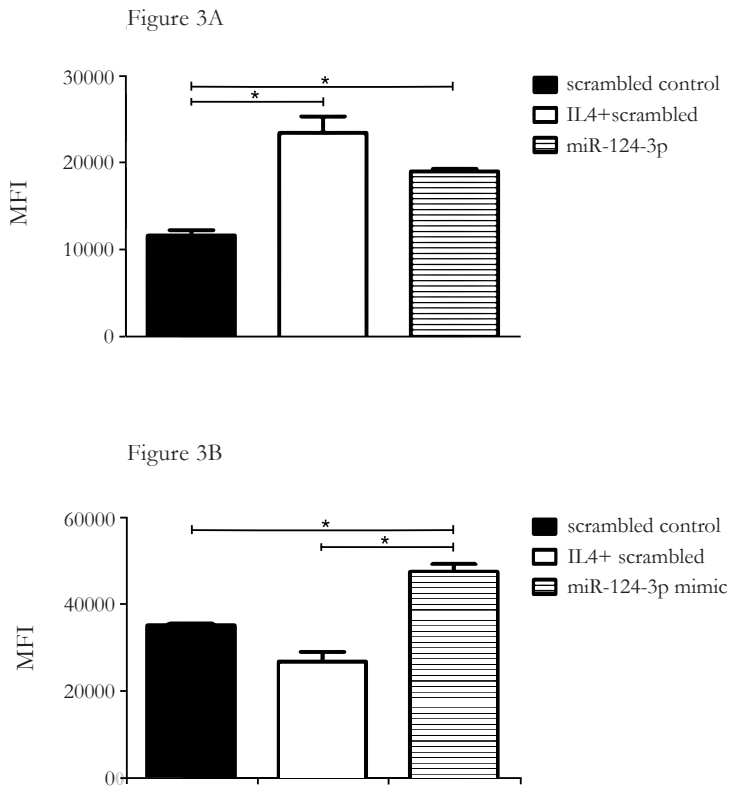 Figure 3A
30000
20000
10000
0
MFI
*
*
scrambled control
IL4+scrambled
miR-124-3p
Figure 3B
60000
40000
20000
00
MFI
*
*
scrambled control
IL4+ scrambled
miR-124-3p mimic